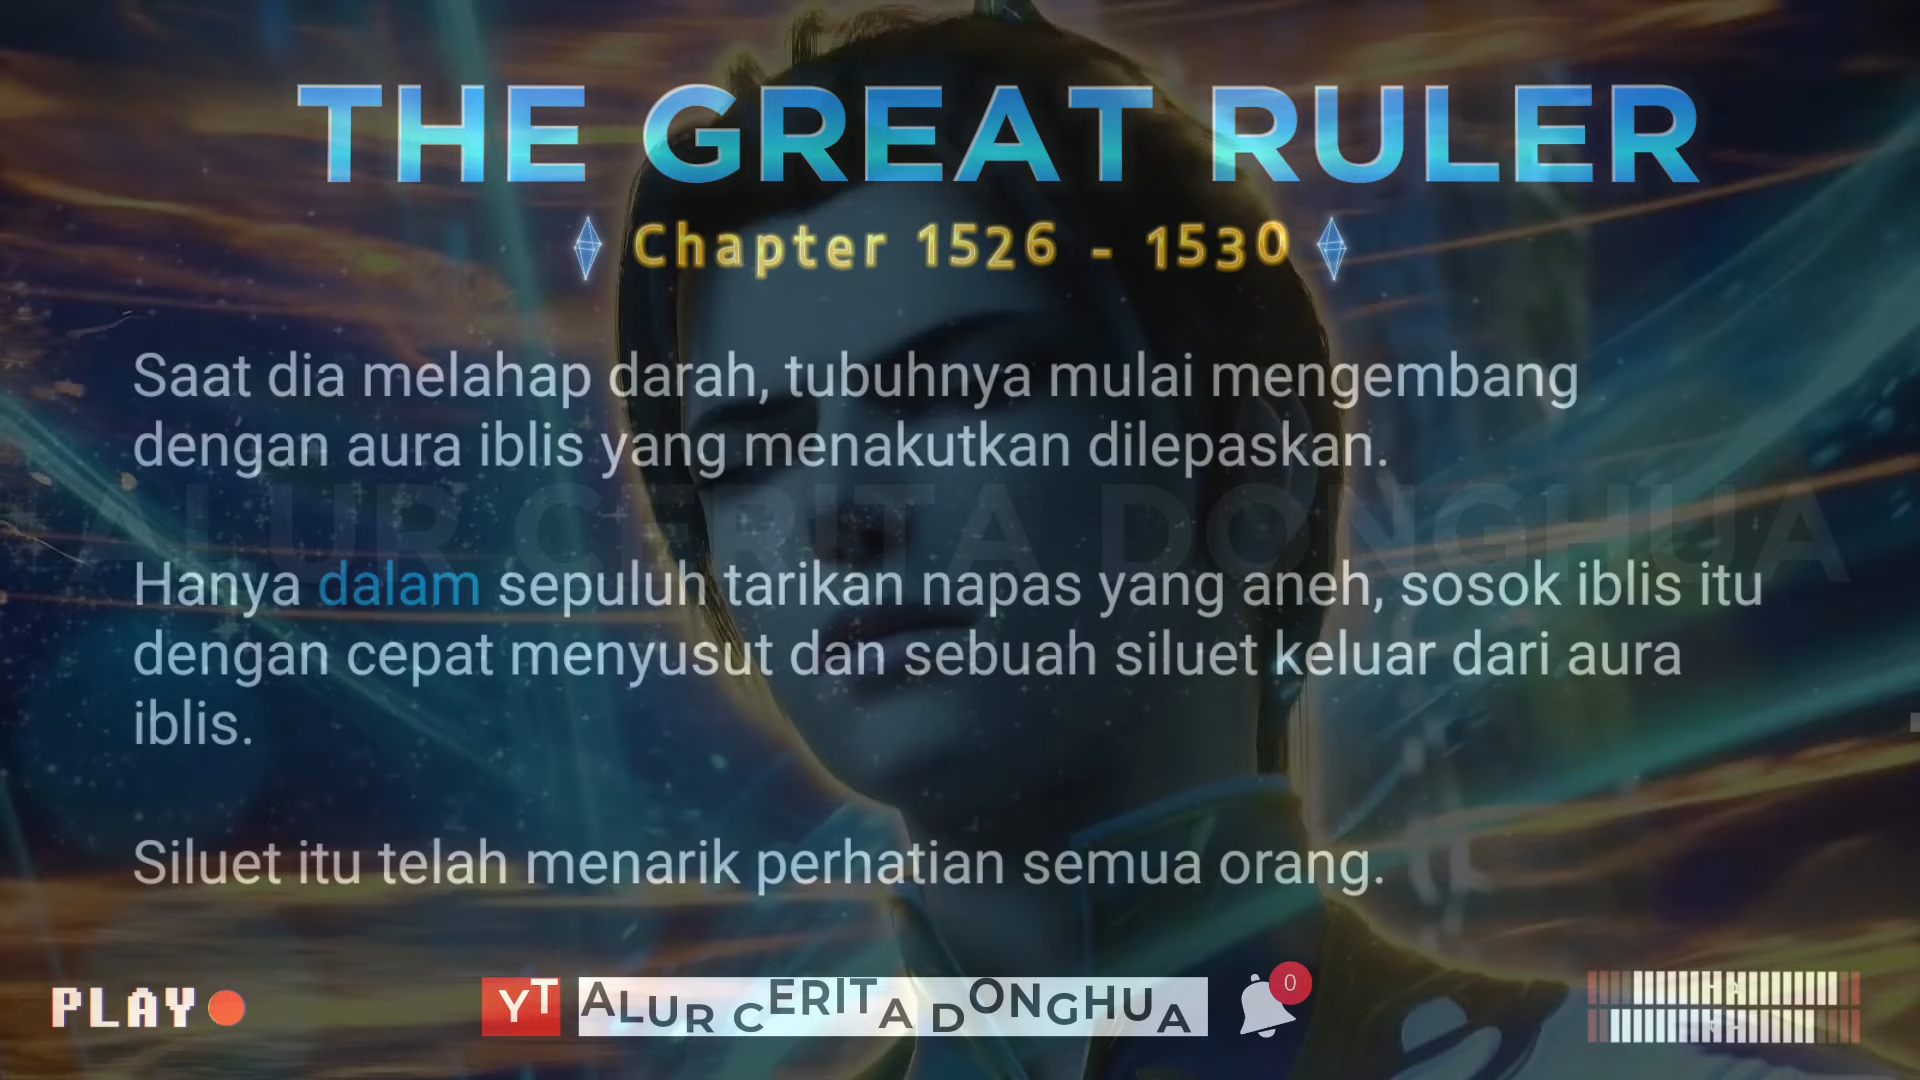 THE GREAT RULER
Chapter 1526 - 1530
Saat dia melahap darah, tubuhnya mulai mengembang
dengan aura iblis yang menakutkan dilepaskan.
ALUR CERITA DONGHUA
Hanya dalam sepuluh tarikan napas yang aneh, sosok iblis itu
dengan cepat menyusut dan sebuah siluet keluar dari aura
iblis.
Siluet itu telah menarik perhatian semua orang.
PLAY
YT ALUR CERITA DONGHUA
0